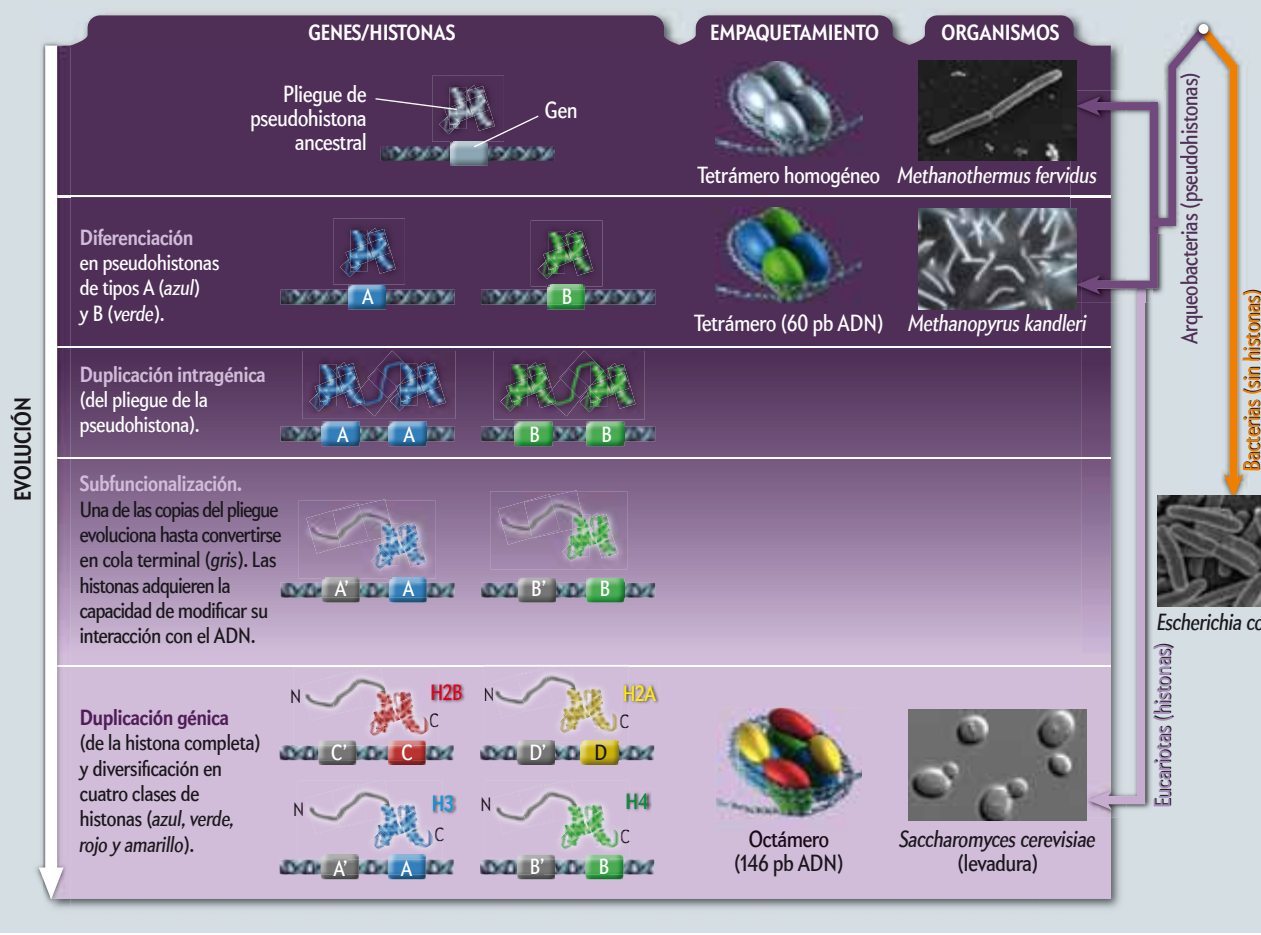 GENES/HISTONAS
EMPAQUETAMIENTO
ORGANISMOS
EVOLUCIÓN
Pliegue de
pseudohistona
ancestral
Gen
Tetrámero homogéneo
Methanothermus fervidus
Diferenciación
en pseudohistonas
de tipos A (azul)
y B (verde).
A
B
Tetrámero (60 pb ADN)
Methanopyrus kandleri
Duplicación intragénica
(del pliegue de la
pseudohistona).
A A
B B
Subfuncionalización.
Una de las copias del pliegue
evoluciona hasta convertirse
en cola terminal (gris). Las
histonas adquieren la
capacidad de modificar su
interacción con el ADN.
A' A
B' B
Duplicación génica
(de la histona completa)
y diversificación en
cuatro clases de
histonas (azul, verde,
rojo y amarillo).
N H2B C
C' C
N H2A C
D' D
N H3 C
A' A
N H4 C
B' B
Octámero
(146 pb ADN)
Saccharomyces cerevisiae
(levadura)
Arqueobacterias (pseudohistonas)
Bacterias (sin histonas)
Escherichia co
Eucariotas (histonas)